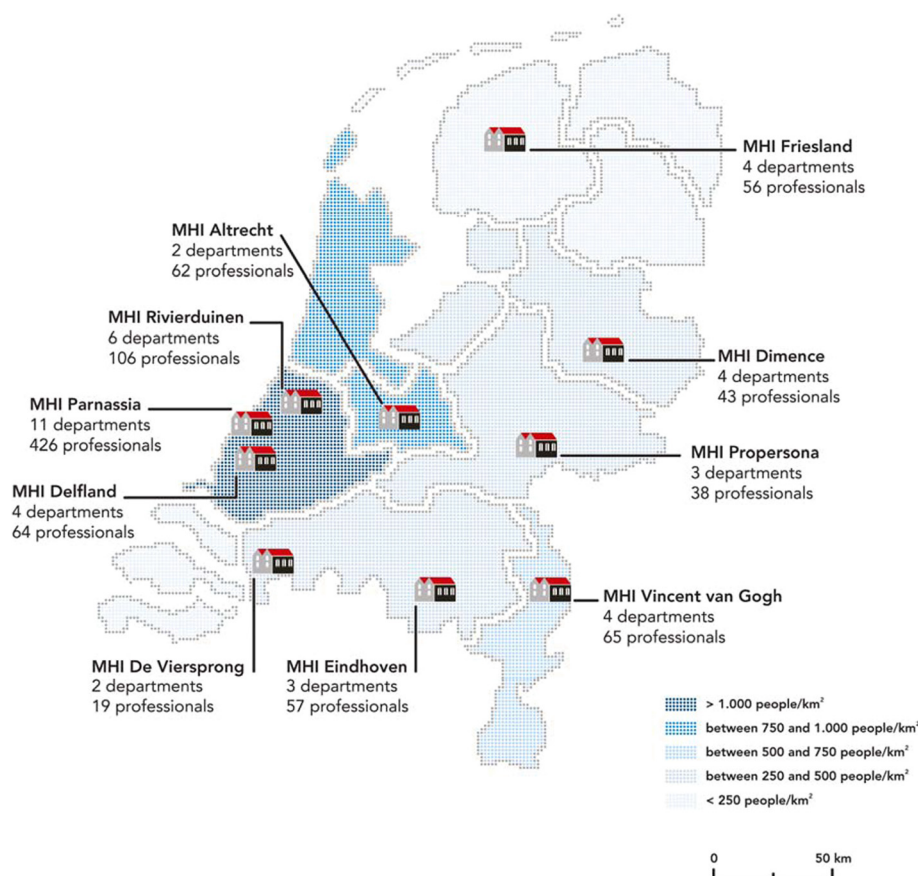 MHI Friesland
4 departments
56 professionals
MHI Altrecht
2 departments
62 professionals
MHI Rivierduinen
6 departments
106 professionals
MHI Dimence
4 departments
43 professionals
MHI Parnassia
11 departments
426 professionals
MHI Propersona
3 departments
38 professionals
MHI Delfland
4 departments
64 professionals
MHI Vincent van Gogh
4 departments
65 professionals
MHI De Viersprong
2 departments
19 professionals
MHI Eindhoven
3 departments
57 professionals
> 1.000 people/km²
between 750 and 1.000 people/km²
between 500 and 750 people/km²
between 250 and 500 people/km²
< 250 people/km²
0 50 km